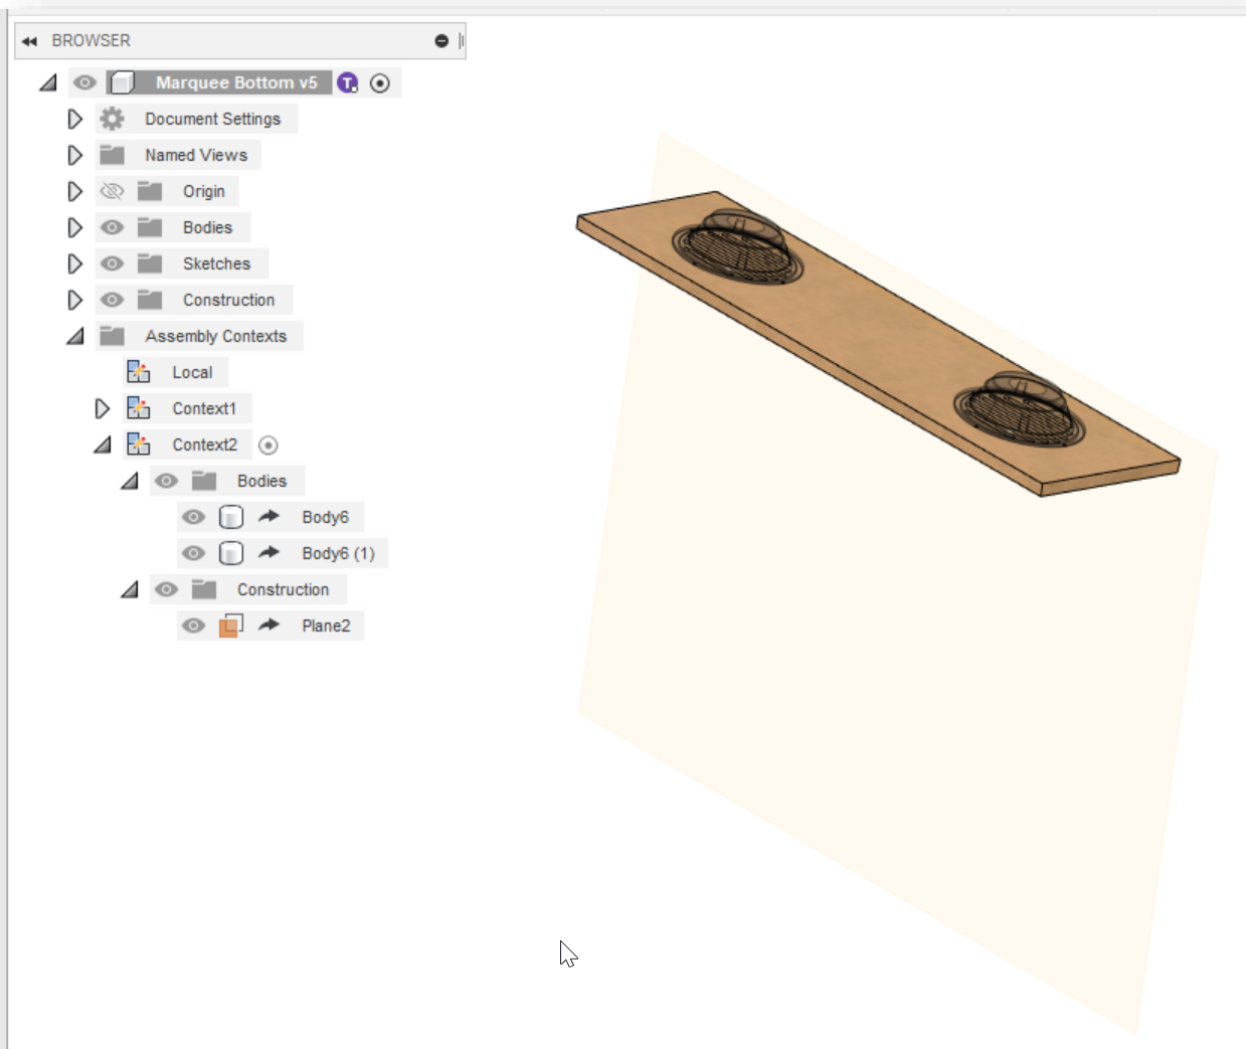 BROWSER
Marquee Bottom v5 T
Document Settings
Named Views
Origin
Bodies
Sketches
Construction
Assembly Contexts
Local
Context1
Context2
Bodies
Body6
Body6 (1)
Construction
Plane2